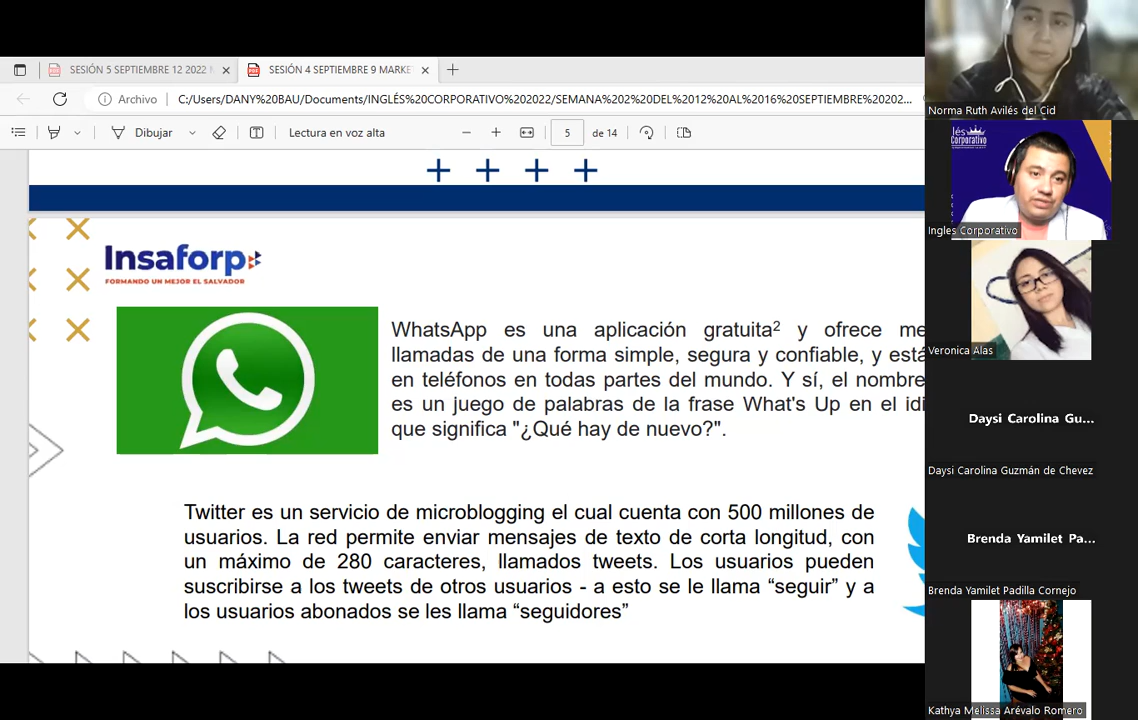 SESIÓN 5 SEPTIEMBRE 12 2022
SESIÓN 4 SEPTIEMBRE 9 MARKE
Archivo C:/Users/DANY%20BAU/Documents/INGLÉS%20CORPORATIVO%202022/SEMANA%202%20DEL%2012%20AL%2016%20SEPTIEMBRE%20202...
Dibujar
Lectura en voz alta
5 de 14
Insaforp
FORMANDO UN MEJOR EL SALVADOR
WhatsApp es una aplicación gratuita² y ofrece me
llamadas de una forma simple, segura y confiable, y está
en teléfonos en todas partes del mundo. Y sí, el nombre
es un juego de palabras de la frase What's Up en el idi
que significa "¿Qué hay de nuevo?".
Twitter es un servicio de microblogging el cual cuenta con 500 millones de
usuarios. La red permite enviar mensajes de texto de corta longitud, con
un máximo de 280 caracteres, llamados tweets. Los usuarios pueden
suscribirse a los tweets de otros usuarios - a esto se le llama “seguir” y a
los usuarios abonados se les llama “seguidores”
Norma Ruth Avilés del Cid
lés
Corporativo
Ingles Corporativo
Veronica Alas
Daysi Carolina Gu...
Daysi Carolina Guzmán de Chevez
Brenda Yamilet Pa...
Brenda Yamilet Padilla Cornejo
Kathya Melissa Arévalo Romero